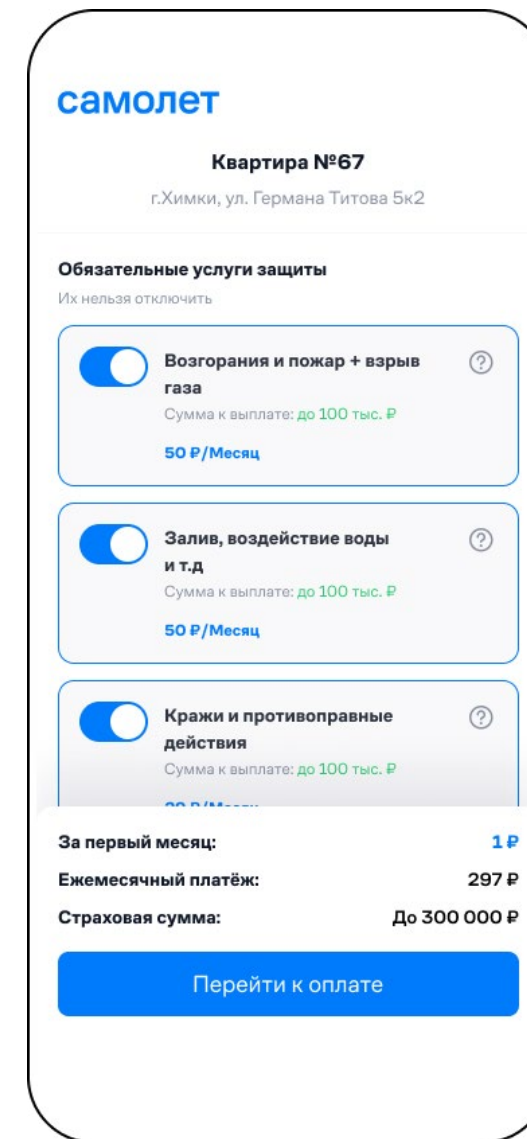 самолет
Квартира №67
г.Химки, ул. Германа Титова 5к2
Обязательные услуги защиты
Их нельзя отключить
Возгорания и пожар + взрыв
газа
Сумма к выплате: до 100 тыс. ₽
50 ₽/Месяц
Залив, воздействие воды
и т.д
Сумма к выплате: до 100 тыс. ₽
50 ₽/Месяц
Кражи и противоправные
действия
Сумма к выплате: до 100 тыс. ₽
За первый месяц: 1 ₽
Ежемесячный платёж: 297 ₽
Страховая сумма: До 300 000 ₽
Перейти к оплате